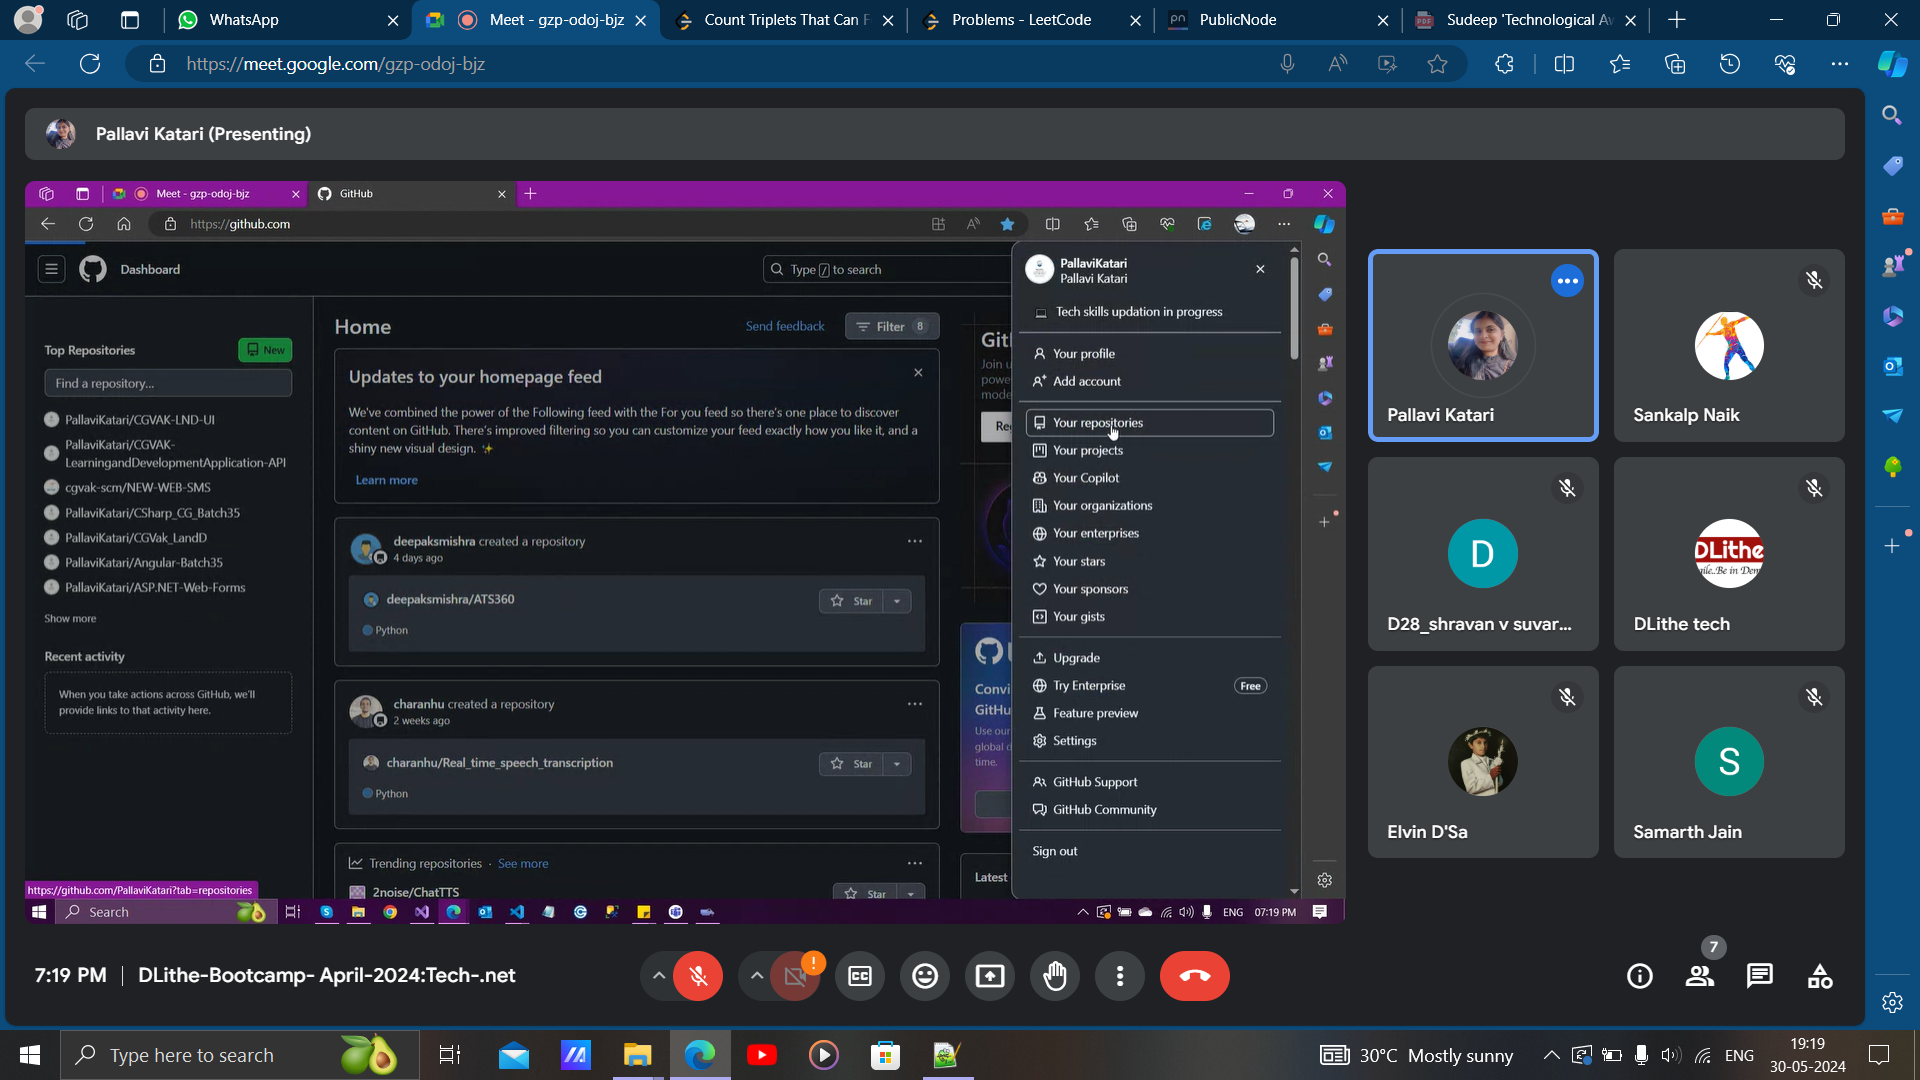 WhatsApp
Meet - gzp-odoj-bjz
Count Triplets That Can F
Problems - LeetCode
PublicNode
Sudeep 'Technological Aw
https://meet.google.com/gzp-odoj-bjz
Pallavi Katari (Presenting)
Meet - gzp-odoj-bjz
GitHub
https://github.com
Dashboard
Type / to search
PallaviKatari
Pallavi Katari
Tech skills updation in progress
Your profile
Add account
Your repositories
Your projects
Your Copilot
Your organizations
Your enterprises
Your stars
Your sponsors
Your gists
Upgrade
Try Enterprise
Free
Feature preview
Settings
GitHub Support
GitHub Community
Sign out
Top Repositories
New
Find a repository...
PallaviKatari/CGVAK-LND-UI
PallaviKatari/CGVAK-
LearningandDevelopmentApplication-API
cgvak-scm/NEW-WEB-SMS
PallaviKatari/CSharp_CG_Batch35
PallaviKatari/CGVak_LandD
PallaviKatari/Angular-Batch35
PallaviKatari/ASP.NET-Web-Forms
Show more
Recent activity
When you take actions across GitHub, we'll
provide links to that activity here.
Home
Send feedback
Filter 8
Updates to your homepage feed
We've combined the power of the Following feed with the For you feed so there's one place to discover
content on GitHub. There's improved filtering so you can customize your feed exactly how you like it, and a
shiny new visual design. ✨
Learn more
deepaksmishra created a repository
4 days ago
deepaksmishra/ATS360
Star
Python
charanhu created a repository
2 weeks ago
charanhu/Real_time_speech_transcription
Star
Python
Trending repositories · See more
2noise/ChatTTS
Star
Git
Join u
powe
mode
Re
Convi
GitHu
Use our
global d
time.
Latest
https://github.com/PallaviKatari?tab=repositories
Search
ENG
07:19 PM
Pallavi Katari
Sankalp Naik
D
D28_shravan v suvar...
DLithe
DLithe tech
Elvin D'Sa
S
Samarth Jain
7:19 PM
DLithe-Bootcamp- April-2024:Tech-.net
CC
7
Type here to search
30°C Mostly sunny
ENG
19:19
30-05-2024